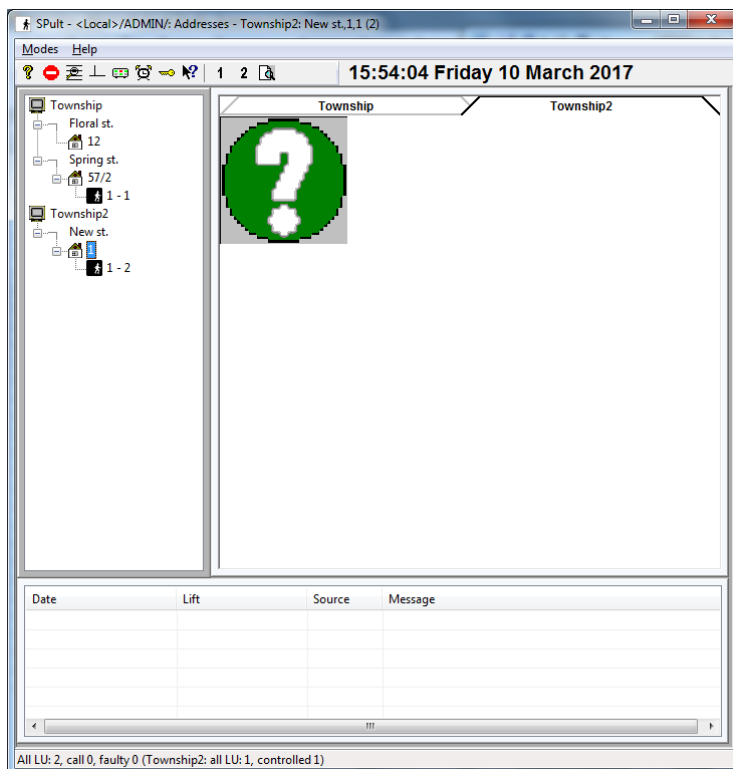 SPult - <Local>/ADMIN/: Addresses - Township2: New st.,1,1 (2)
Modes Help
1 2 15:54:04 Friday 10 March 2017
Township
Floral st.
12
Spring st.
57/2
1 - 1
Township2
New st.
1
1 - 2
Township Township2
?
Date Lift Source Message
All LU: 2, call 0, faulty 0 (Township2: all LU: 1, controlled 1)